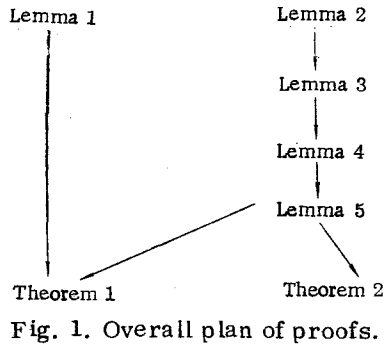 Lemma 1
Lemma 2
Lemma 3
Lemma 4
Lemma 5
Theorem 1
Theorem 2
Fig. 1. Overall plan of proofs.